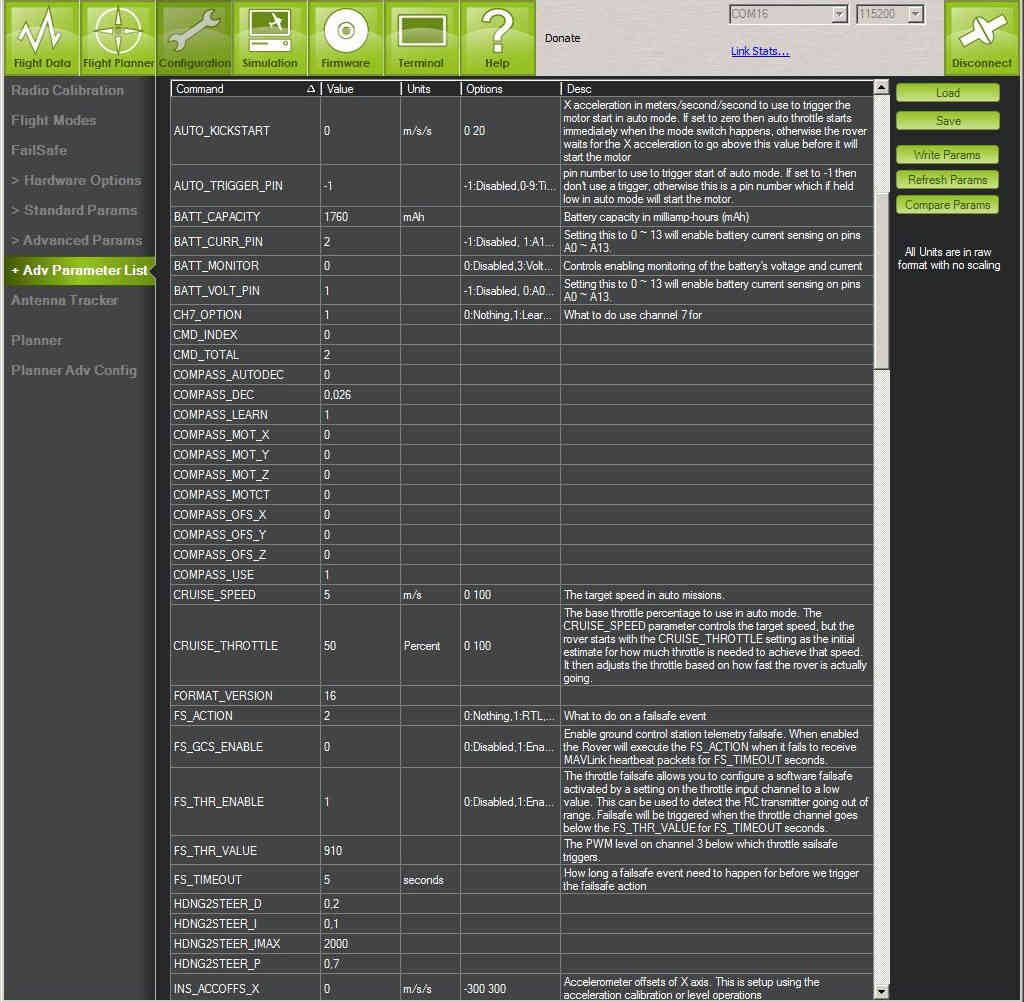 Flight Data
Flight Planner
Configuration
Simulation
Firmware
Terminal
Help
Donate
COM16
115200
Link Stats...
Disconnect
Radio Calibration
Flight Modes
FailSafe
> Hardware Options
> Standard Params
> Advanced Params
+ Adv Parameter List
Antenna Tracker
Planner
Planner Adv Config
Command Value Units Options Desc
AUTO_KICKSTART 0 m/s/s 0 20
X acceleration in meters/second/second to use to trigger the
motor start in auto mode. If set to zero then auto throttle starts
immediately when the mode switch happens, otherwise the rover
waits for the X acceleration to go above this value before it will
start the motor
AUTO_TRIGGER_PIN -1 -1:Disabled,0-9:Ti...
pin number to use to trigger start of auto mode. If set to -1 then
don't use a trigger, otherwise this is a pin number which if held
low in auto mode will start the motor.
BATT_CAPACITY 1760 mAh Battery capacity in milliamp-hours (mAh)
BATT_CURR_PIN 2 -1:Disabled, 1:A1...
Setting this to 0 ~ 13 will enable battery current sensing on pins
A0 ~ A13.
BATT_MONITOR 0 0:Disabled,3:Volt... Controls enabling monitoring of the battery's voltage and current
BATT_VOLT_PIN 1 -1:Disabled, 0:A0...
Setting this to 0 ~ 13 will enable battery current sensing on pins
A0 ~ A13.
CH7_OPTION 1 0:Nothing,1:Lear... What to do use channel 7 for
CMD_INDEX 0
CMD_TOTAL 2
COMPASS_AUTODEC 0
COMPASS_DEC 0,026
COMPASS_LEARN 1
COMPASS_MOT_X 0
COMPASS_MOT_Y 0
COMPASS_MOT_Z 0
COMPASS_MOTCT 0
COMPASS_OFS_X 0
COMPASS_OFS_Y 0
COMPASS_OFS_Z 0
COMPASS_USE 1
CRUISE_SPEED 5 m/s 0 100 The target speed in auto missions.
CRUISE_THROTTLE 50 Percent 0 100
The base throttle percentage to use in auto mode. The
CRUISE_SPEED parameter controls the target speed, but the
rover starts with the CRUISE_THROTTLE setting as the initial
estimate for how much throttle is needed to achieve that speed.
It then adjusts the throttle based on how fast the rover is actually
going.
FORMAT_VERSION 16
FS_ACTION 2 0:Nothing,1:RTL,... What to do on a failsafe event
FS_GCS_ENABLE 0 0:Disabled,1:Ena...
Enable ground control station telemetry failsafe. When enabled
the Rover will execute the FS_ACTION when it fails to receive
MAVLink heartbeat packets for FS_TIMEOUT seconds.
FS_THR_ENABLE 1 0:Disabled,1:Ena...
The throttle failsafe allows you to configure a software failsafe
activated by a setting on the throttle input channel to a low
value. This can be used to detect the RC transmitter going out of
range. Failsafe will be triggered when the throttle channel goes
below the FS_THR_VALUE for FS_TIMEOUT seconds.
FS_THR_VALUE 910
The PWM level on channel 3 below which throttle sailsafe
triggers.
FS_TIMEOUT 5 seconds
How long a failsafe event need to happen for before we trigger
the failsafe action
HDNG2STEER_D 0,2
HDNG2STEER_I 0,1
HDNG2STEER_IMAX 2000
HDNG2STEER_P 0,7
INS_ACCOFFS_X 0 m/s/s -300 300
Accelerometer offsets of X axis. This is setup using the
acceleration calibration or level operations
Load
Save
Write Params
Refresh Params
Compare Params
All Units are in raw
format with no scaling